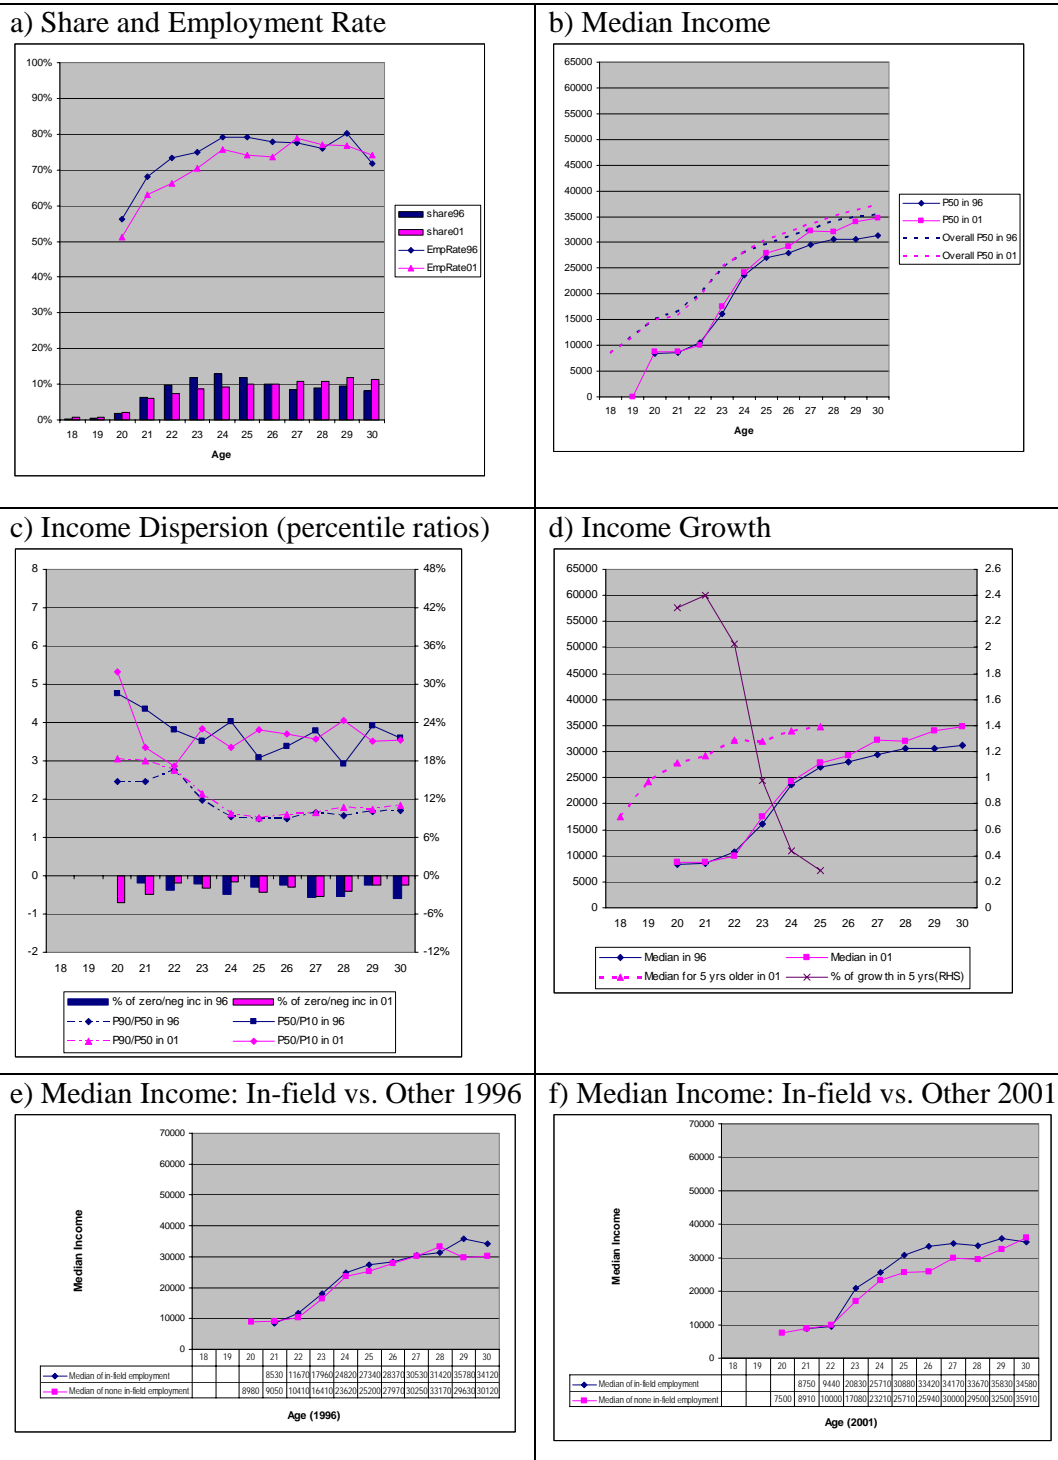 a) Share and Employment Rate
100%
90%
80%
70%
60%
50%
40%
30%
20%
10%
0%
18 19 20 21 22 23 24 25 26 27 28 29 30
Age
share96
share01
EmpRate96
EmpRate01
b) Median Income
65000
60000
55000
50000
45000
40000
35000
30000
25000
20000
15000
10000
5000
0
18 19 20 21 22 23 24 25 26 27 28 29 30
Age
P50 in 96
P50 in 01
Overall P50 in 96
Overall P50 in 01
c) Income Dispersion (percentile ratios)
8 48%
7 42%
6 36%
5 30%
4 24%
3 18%
2 12%
1 6%
0 0%
-1 -6%
-2 -12%
18 19 20 21 22 23 24 25 26 27 28 29 30
% of zero/neg inc in 96 % of zero/neg inc in 01
P90/P50 in 96 P50/P10 in 96
P90/P50 in 01 P50/P10 in 01
d) Income Growth
65000 2.6
60000 2.4
55000 2.2
50000 2
45000 1.8
40000 1.6
35000 1.4
30000 1.2
25000 1
20000 0.8
15000 0.6
10000 0.4
5000 0.2
0 0
18 19 20 21 22 23 24 25 26 27 28 29 30
Median in 96 Median in 01
Median for 5 yrs older in 01 % of growth in 5 yrs(RHS)
e) Median Income: In-field vs. Other 1996
Median Income
70000
60000
50000
40000
30000
20000
10000
0
18 19 20 21 22 23 24 25 26 27 28 29 30
Median of in-field employment 8530 11670 17960 24820 27340 28370 30530 31420 35780 34120
Median of none in-field employment 8980 9050 10410 16410 23620 25200 27970 30250 33170 29630 30120
Age (1996)
f) Median Income: In-field vs. Other 2001
Median Income
70000
60000
50000
40000
30000
20000
10000
0
18 19 20 21 22 23 24 25 26 27 28 29 30
Median of in-field employment 8750 9440 20830 25710 30880 33420 34170 33670 35830 34580
Median of none in-field employment 7500 8910 10000 17080 23210 25710 25940 30000 29500 32500 35910
Age (2001)